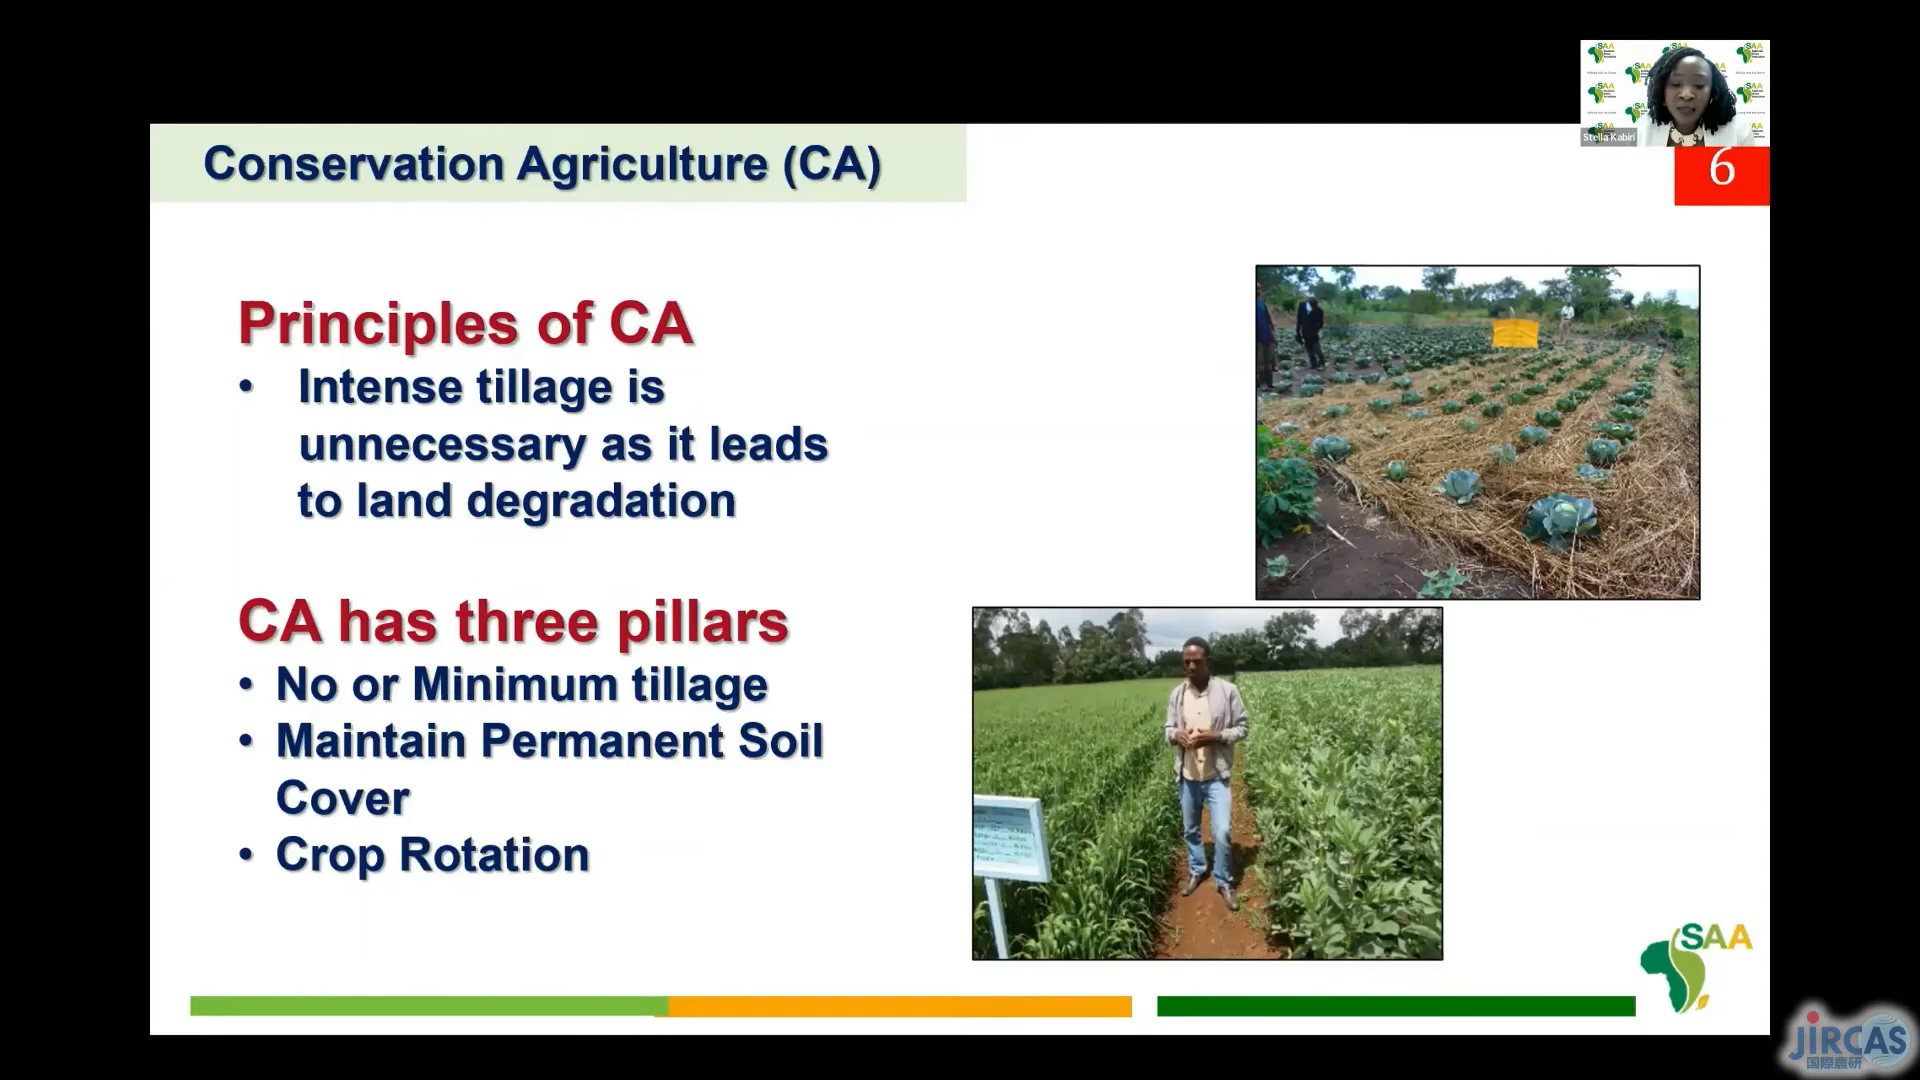 Conservation Agriculture (CA)
6
Stella Kabiri
Principles of CA
• Intense tillage is
unnecessary as it leads
to land degradation
CA has three pillars
• No or Minimum tillage
• Maintain Permanent Soil
Cover
• Crop Rotation
SAA
JIRCAS
国際農研